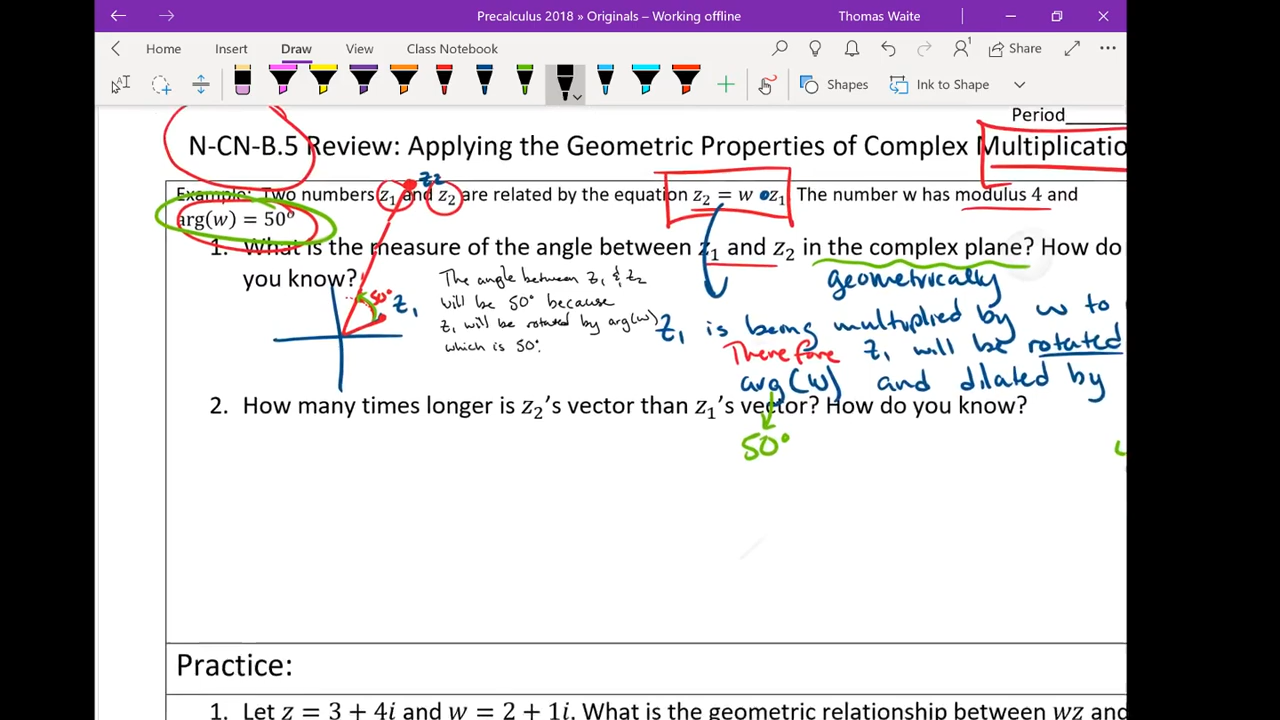 Precalculus 2018 » Originals – Working offline
Thomas Waite
Home Insert Draw View Class Notebook Share
Shapes Ink to Share
Period
N-CN-B.5 Review: Applying the Geometric Properties of Complex Multiplicatio
Example: Two numbers z₁ and z₂ are related by the equation z₂ = w • z₁ The number w has modulus 4 and
arg(w) = 50°
1. What is the measure of the angle between z₁ and z₂ in the complex plane? How do
you know?
z₂
50°
z₁
The angle between z₁ & z₂
will be 50° because
z₁ will be rotated by arg(w)
which is 50°.
geometrically
z₁ is being multiplied by w to
Therefore z₁ will be rotated
arg(w) and dilated by
2. How many times longer is z₂'s vector than z₁'s vector? How do you know?
50°
Practice:
1. Let z = 3 + 4i and w = 2 + 1i. What is the geometric relationship between wz and